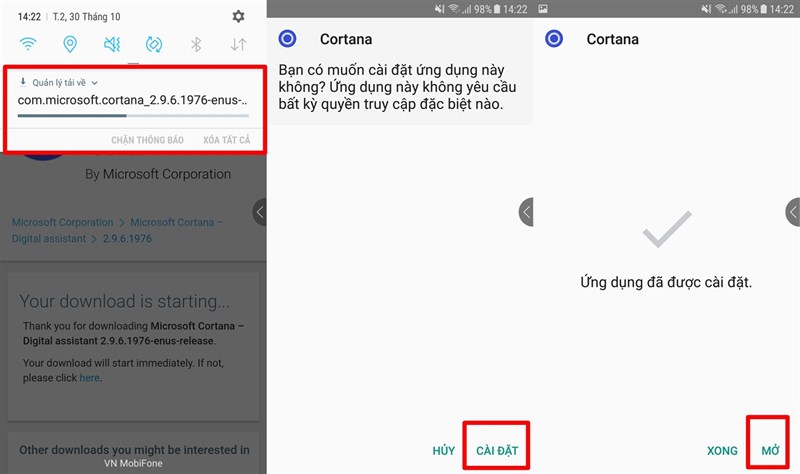 14:22 T.2, 30 Tháng 10
Quản lý tải về
com.microsoft.cortana_2.9.6.1976-enus-..
CHẶN THÔNG BÁO XÓA TẤT CẢ
By Microsoft Corporation
Microsoft Corporation > Microsoft Cortana –
Digital assistant > 2.9.6.1976
Your download is starting...
Thank you for downloading Microsoft Cortana –
Digital assistant 2.9.6.1976-enus-release.
Your download will start immediately. If not,
please click here.
Other downloads you might be interested in
VN MobiFone
98% 14:22
Cortana
Bạn có muốn cài đặt ứng dụng này
không? Ứng dụng này không yêu cầu
bất kỳ quyền truy cập đặc biệt nào.
HỦY CÀI ĐẶT
98% 14:22
Cortana
Ứng dụng đã được cài đặt.
XONG MỞ